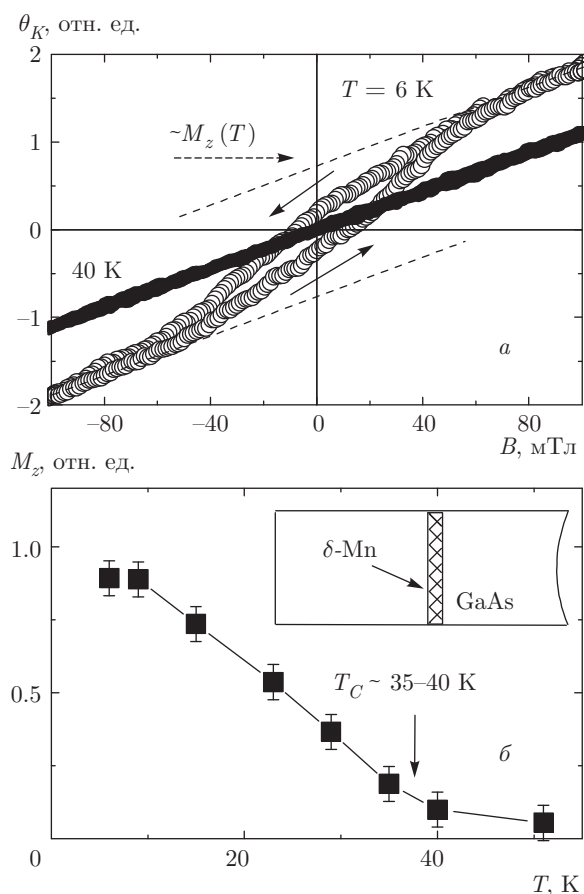 θ_K, отн. ед.
2
T = 6 K
1
~M_z (T)
0
40 K
−1
а
−2
−80 −40 0 40 80
B, мТл
M_z, отн. ед.
1.0
δ-Mn
GaAs
T_C ~ 35–40 K
0.5
б
0 20 40
T, K